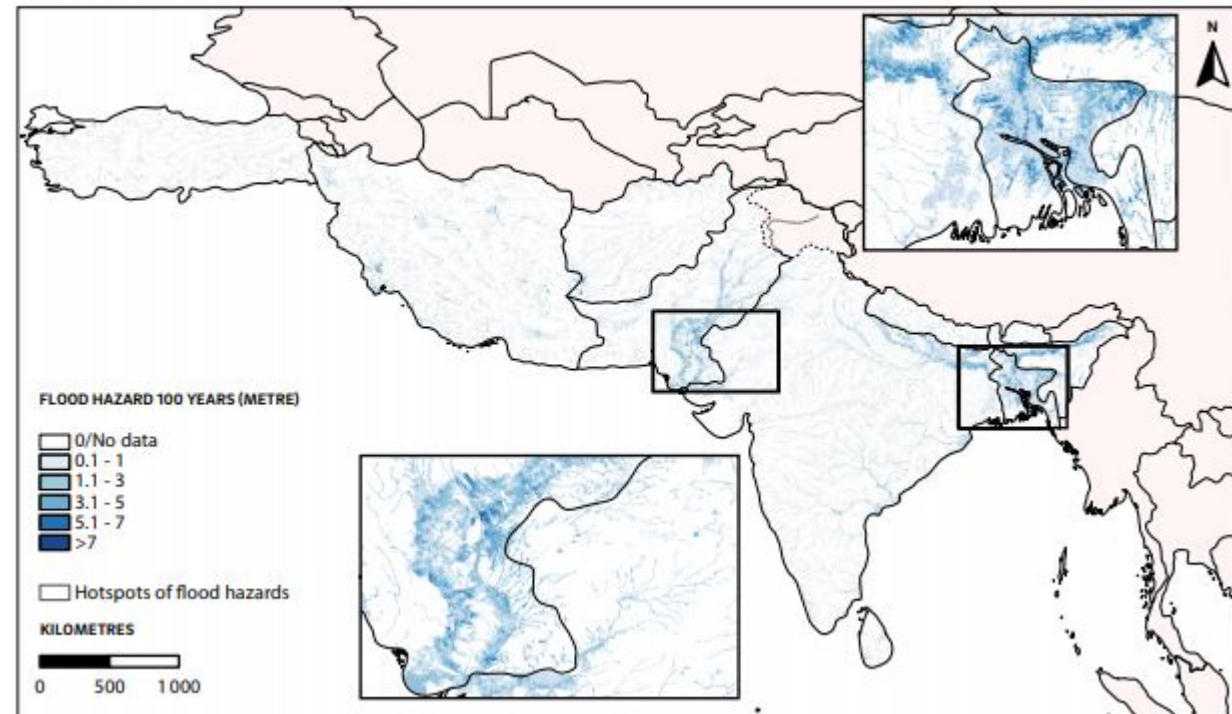 N
FLOOD HAZARD 100 YEARS (METRE)
0/No data
0.1 - 1
1.1 - 3
3.1 - 5
5.1 - 7
>7
Hotspots of flood hazards
KILOMETRES
0 500 1 000